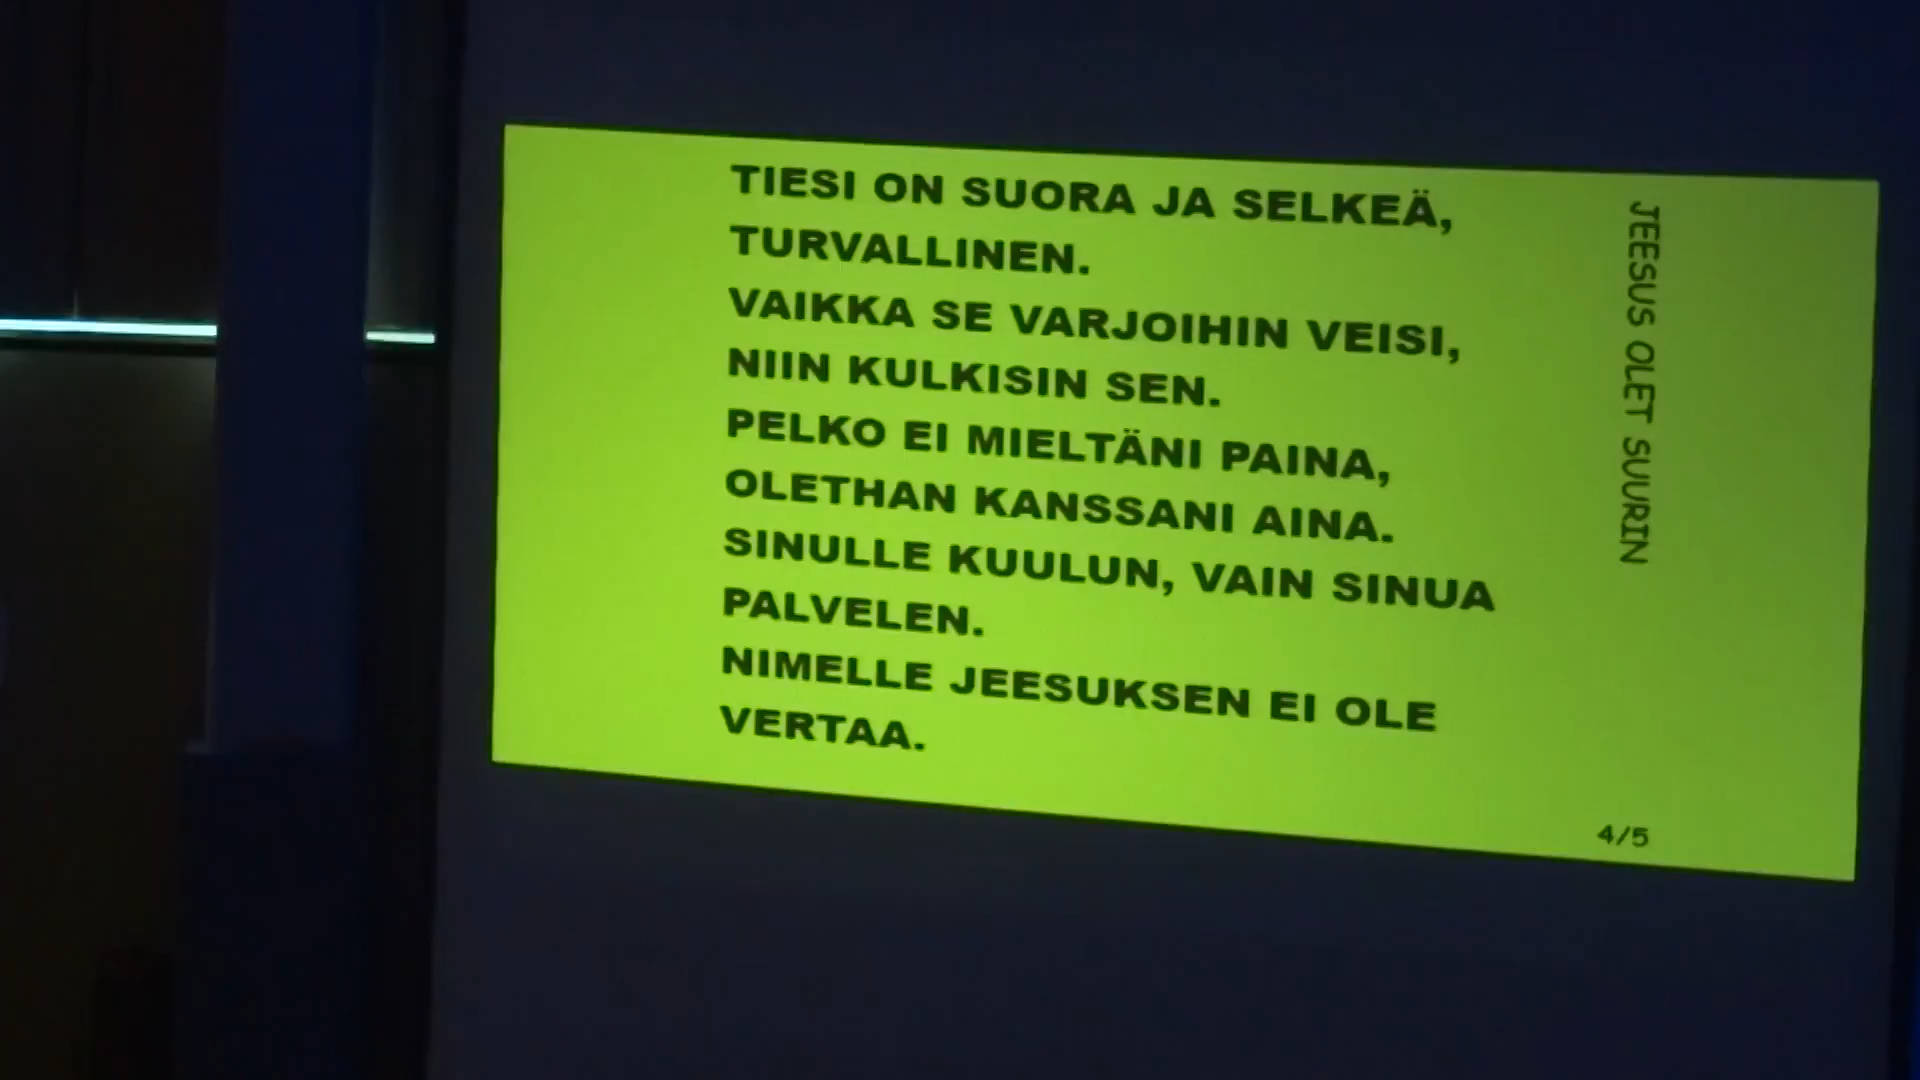 TIESI ON SUORA JA SELKEÄ,
TURVALLINEN.
VAIKKA SE VARJOIHIN VEISI,
NIIN KULKISIN SEN.
PELKO EI MIELTÄNI PAINA,
OLETHAN KANSSANI AINA.
SINULLE KUULUN, VAIN SINUA
PALVELEN.
NIMELLE JEESUKSEN EI OLE
VERTAA.
JEESUS OLET SUURIN
4/5